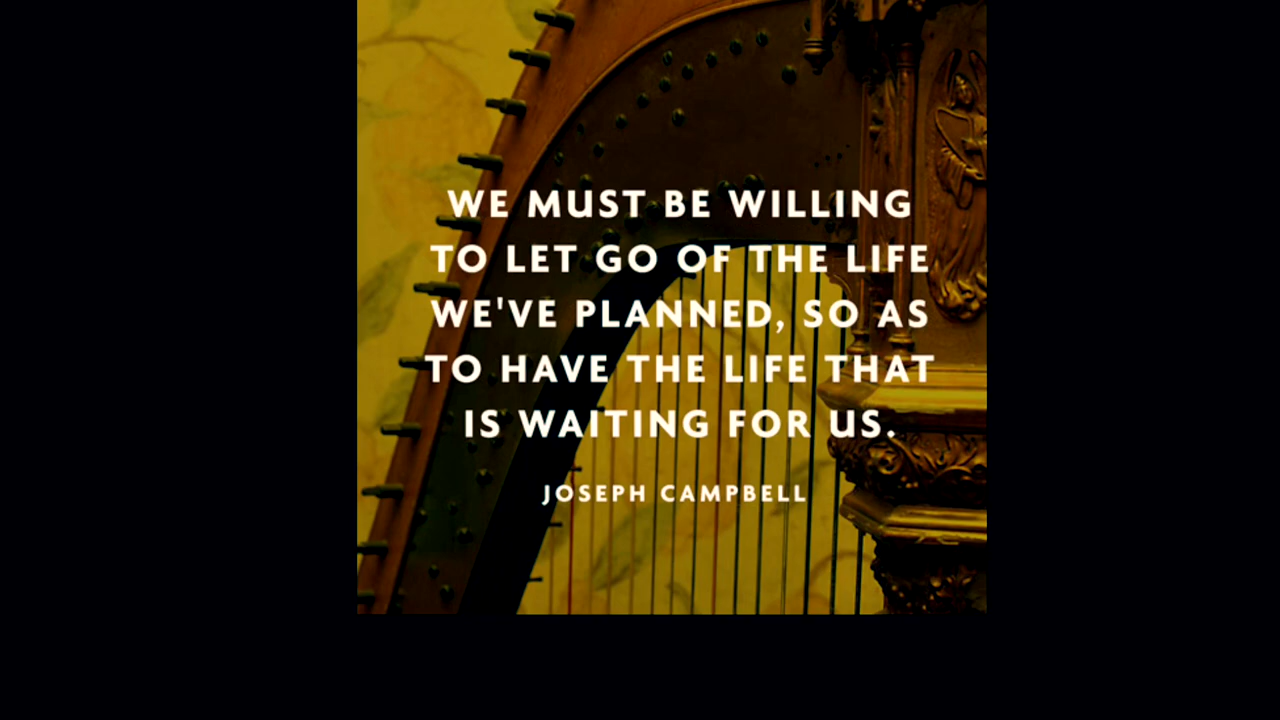 WE MUST BE WILLING
TO LET GO OF THE LIFE
WE'VE PLANNED, SO AS
TO HAVE THE LIFE THAT
IS WAITING FOR US.
JOSEPH CAMPBELL